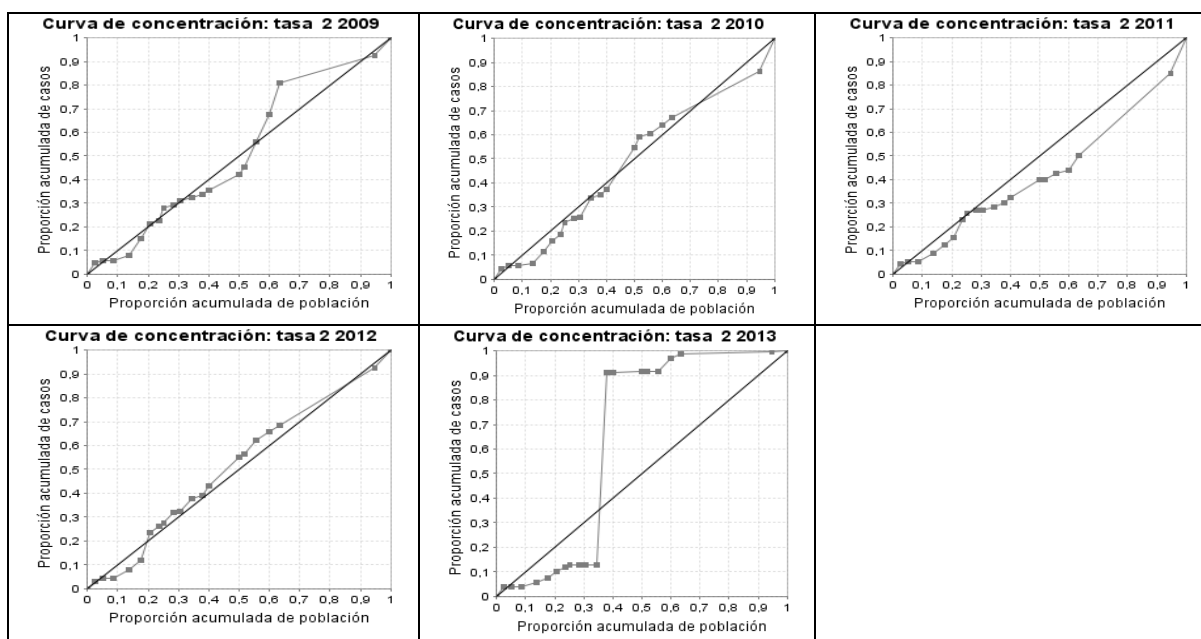 Curva de concentración: tasa 2 2009
Proporción acumulada de casos
1
0,9
0,8
0,7
0,6
0,5
0,4
0,3
0,2
0,1
0
0 0,1 0,2 0,3 0,4 0,5 0,6 0,7 0,8 0,9 1
Proporción acumulada de población
Curva de concentración: tasa 2 2010
Proporción acumulada de casos
1
0,9
0,8
0,7
0,6
0,5
0,4
0,3
0,2
0,1
0
0 0,1 0,2 0,3 0,4 0,5 0,6 0,7 0,8 0,9 1
Proporción acumulada de población
Curva de concentración: tasa 2 2011
Proporción acumulada de casos
1
0,9
0,8
0,7
0,6
0,5
0,4
0,3
0,2
0,1
0
0 0,1 0,2 0,3 0,4 0,5 0,6 0,7 0,8 0,9 1
Proporción acumulada de población
Curva de concentración: tasa 2 2012
Proporción acumulada de casos
1
0,9
0,8
0,7
0,6
0,5
0,4
0,3
0,2
0,1
0
0 0,1 0,2 0,3 0,4 0,5 0,6 0,7 0,8 0,9 1
Proporción acumulada de población
Curva de concentración: tasa 2 2013
Proporción acumulada de casos
1
0,9
0,8
0,7
0,6
0,5
0,4
0,3
0,2
0,1
0
0 0,1 0,2 0,3 0,4 0,5 0,6 0,7 0,8 0,9 1
Proporción acumulada de población